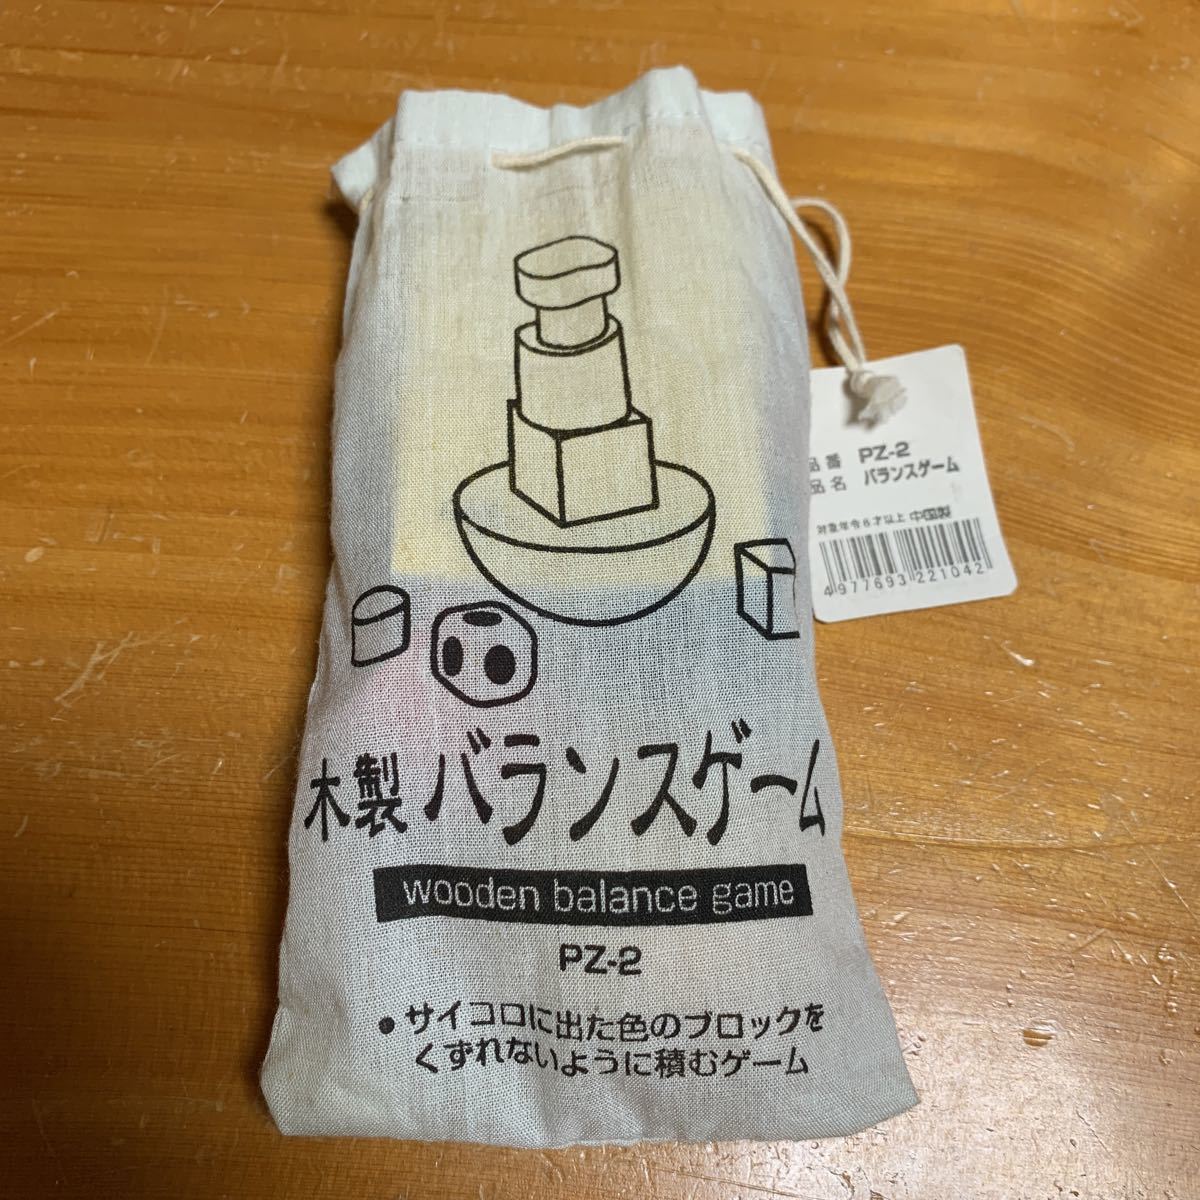 品番 PZ-2
品名 バランスゲーム
対象年令6才以上 中国製
4977693221042
木製バランスゲーム
wooden balance game
PZ-2
●サイコロに出た色のブロックを
くずれないように積むゲーム